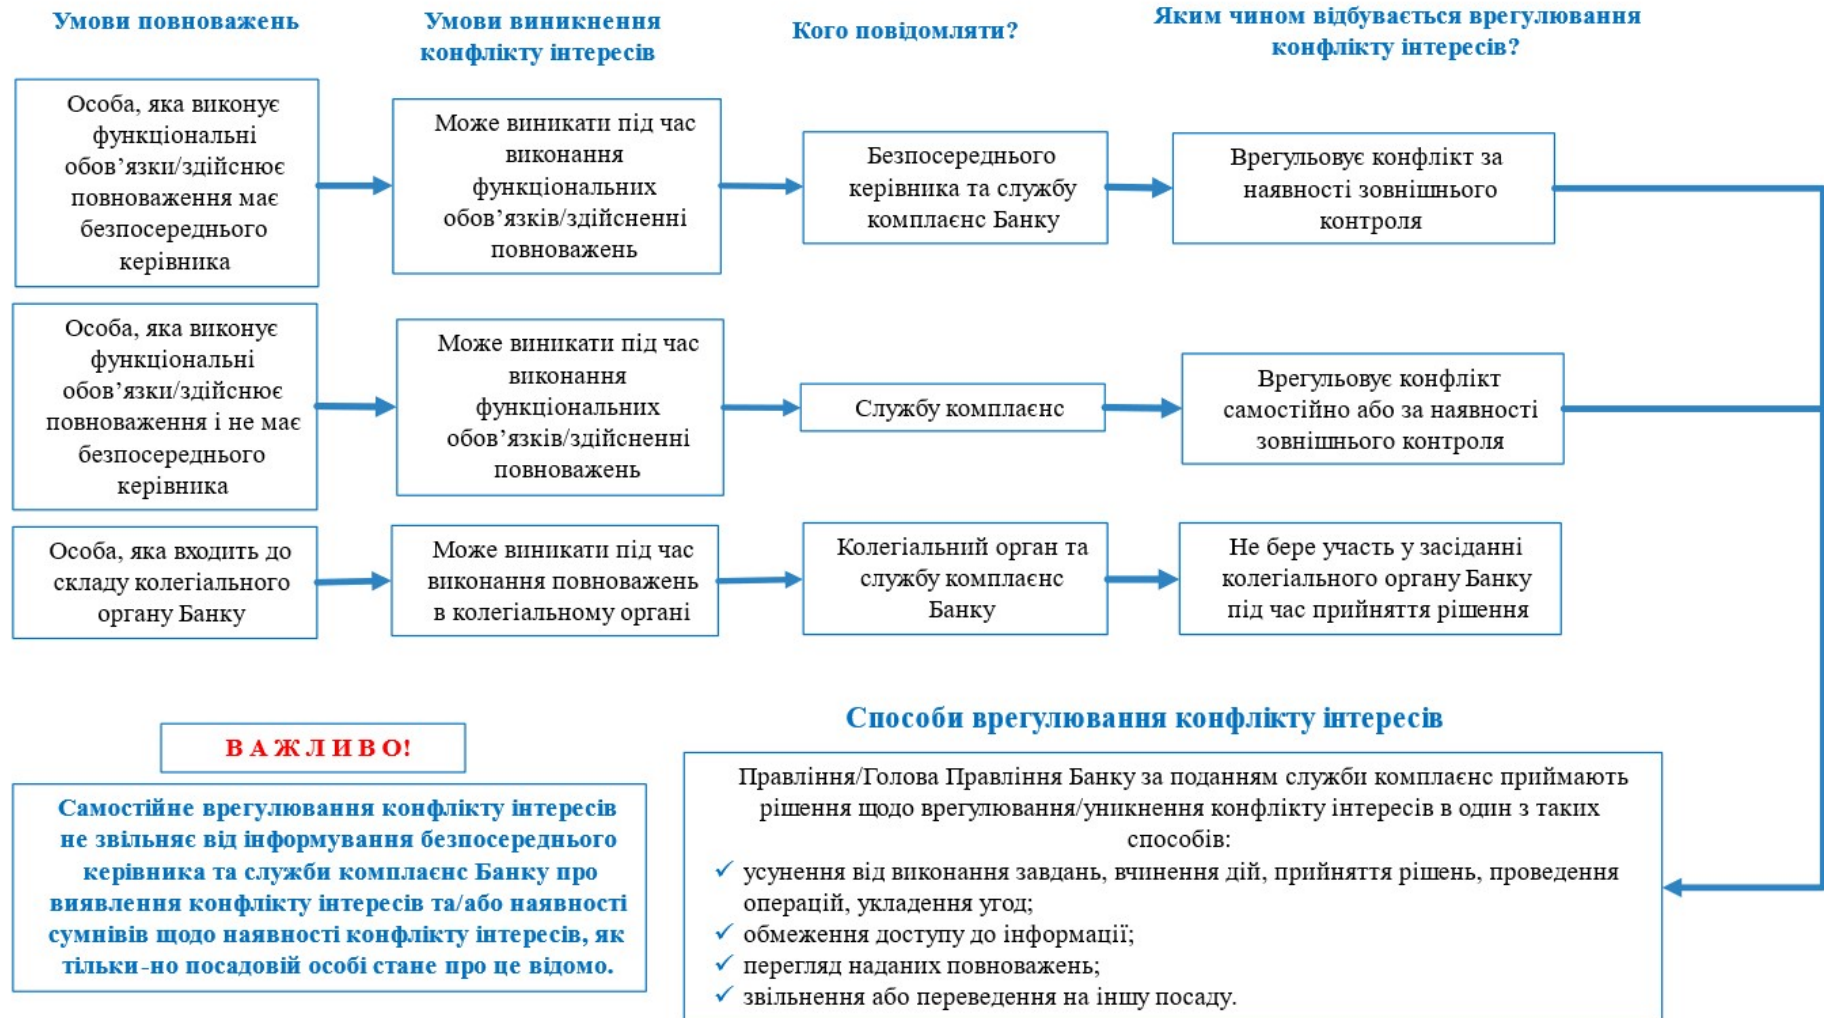 Умови повноважень
Умови виникнення
конфлікту інтересів
Кого повідомляти?
Яким чином відбувається врегулювання
конфлікту інтересів?
Особа, яка виконує
функціональні
обов’язки/здійснює
повноваження має
безпосереднього
керівника
Може виникати під час
виконання
функціональних
обов’язків/здійсненні
повноважень
Безпосереднього
керівника та службу
комплаєнс Банку
Врегульовує конфлікт за
наявності зовнішнього
контроля
Особа, яка виконує
функціональні
обов’язки/здійснює
повноваження і не має
безпосереднього
керівника
Може виникати під час
виконання
функціональних
обов’язків/здійсненні
повноважень
Службу комплаєнс
Врегульовує конфлікт
самостійно або за наявності
зовнішнього контроля
Особа, яка входить до
складу колегіального
органу Банку
Може виникати під час
виконання повноважень
в колегіальному органі
Колегіальний орган та
службу комплаєнс
Банку
Не бере участь у засіданні
колегіального органу Банку
під час прийняття рішення
В А Ж Л И В О!
Самостійне врегулювання конфлікту інтересів
не звільняє від інформування безпосереднього
керівника та служби комплаєнс Банку про
виявлення конфлікту інтересів та/або наявності
сумнівів щодо наявності конфлікту інтересів, як
тільки-но посадовій особі стане про це відомо.
Способи врегулювання конфлікту інтересів
Правління/Голова Правління Банку за поданням служби комплаєнс приймають
рішення щодо врегулювання/уникнення конфлікту інтересів в один з таких
способів:
✓ усунення від виконання завдань, вчинення дій, прийняття рішень, проведення
операцій, укладення угод;
✓ обмеження доступу до інформації;
✓ перегляд наданих повноважень;
✓ звільнення або переведення на іншу посаду.